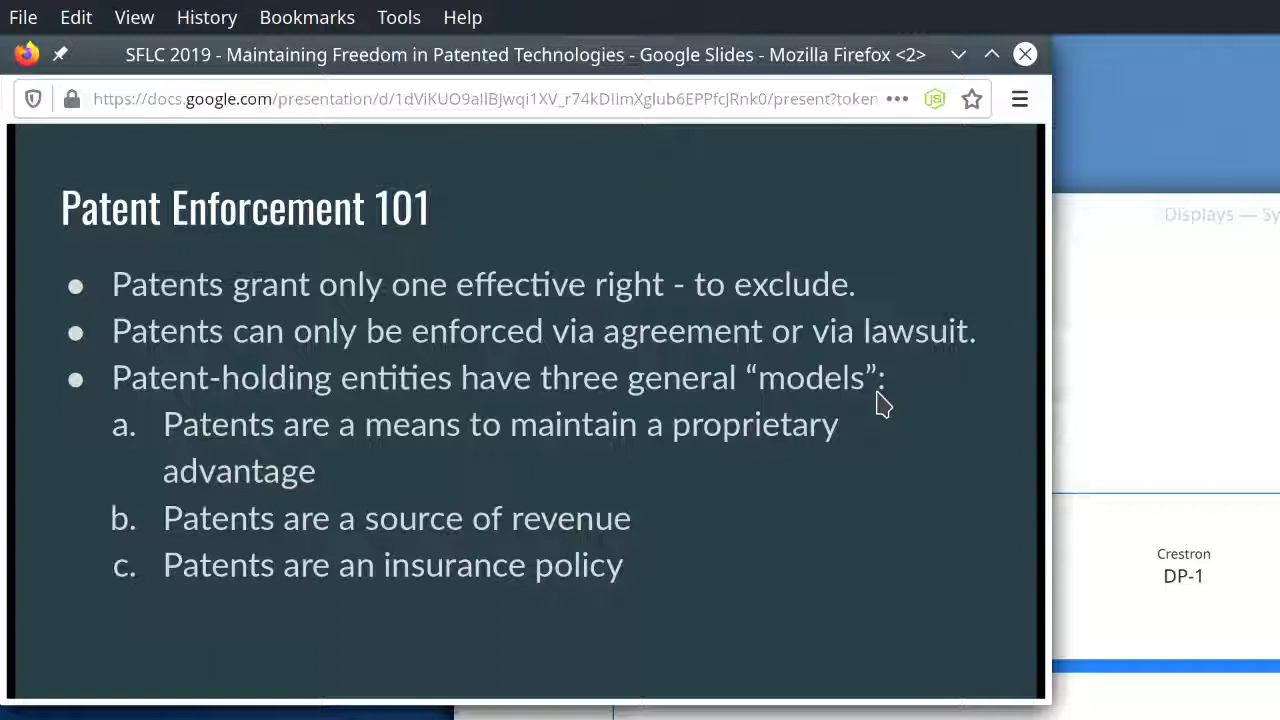 File Edit View History Bookmarks Tools Help
SFLC 2019 - Maintaining Freedom in Patented Technologies - Google Slides - Mozilla Firefox <2>
https://docs.google.com/presentation/d/1dViKUO9aIlBJwqi1XV_r74kDIimXgIub6EPPfcJRnk0/present?token
Displays — Sy
Patent Enforcement 101
● Patents grant only one effective right - to exclude.
● Patents can only be enforced via agreement or via lawsuit.
● Patent-holding entities have three general “models”:
a. Patents are a means to maintain a proprietary
advantage
b. Patents are a source of revenue
c. Patents are an insurance policy
Crestron
DP-1